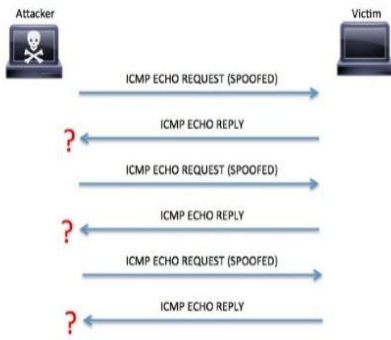 Attacker
Victim
ICMP ECHO REQUEST (SPOOFED)
ICMP ECHO REPLY
?
ICMP ECHO REQUEST (SPOOFED)
ICMP ECHO REPLY
?
ICMP ECHO REQUEST (SPOOFED)
ICMP ECHO REPLY
?